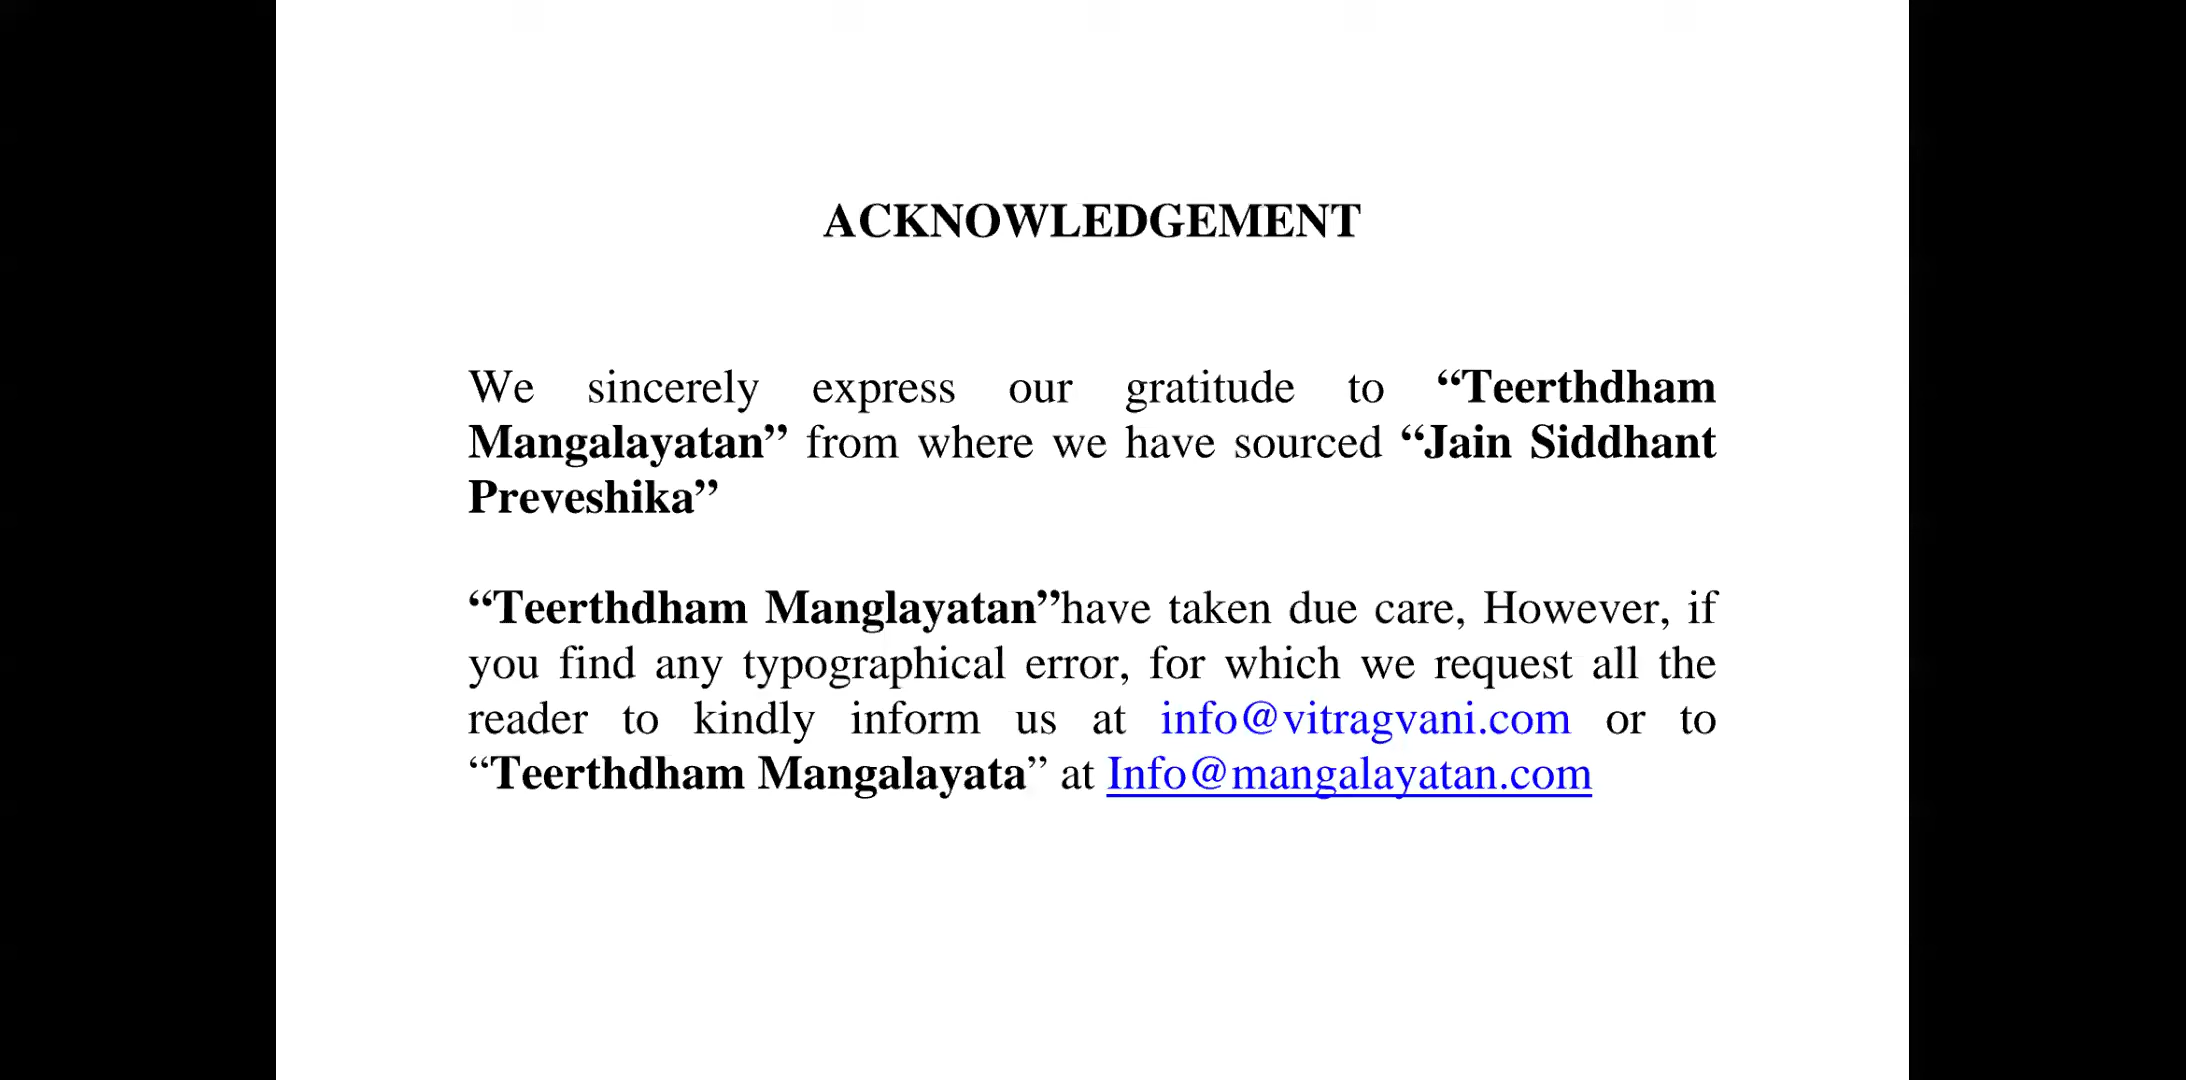 ACKNOWLEDGEMENT
We sincerely express our gratitude to “Teerthdham
Mangalayatan” from where we have sourced “Jain Siddhant
Preveshika”
“Teerthdham Manglayatan”have taken due care, However, if
you find any typographical error, for which we request all the
reader to kindly inform us at info@vitragvani.com or to
“Teerthdham Mangalayata” at Info@mangalayatan.com